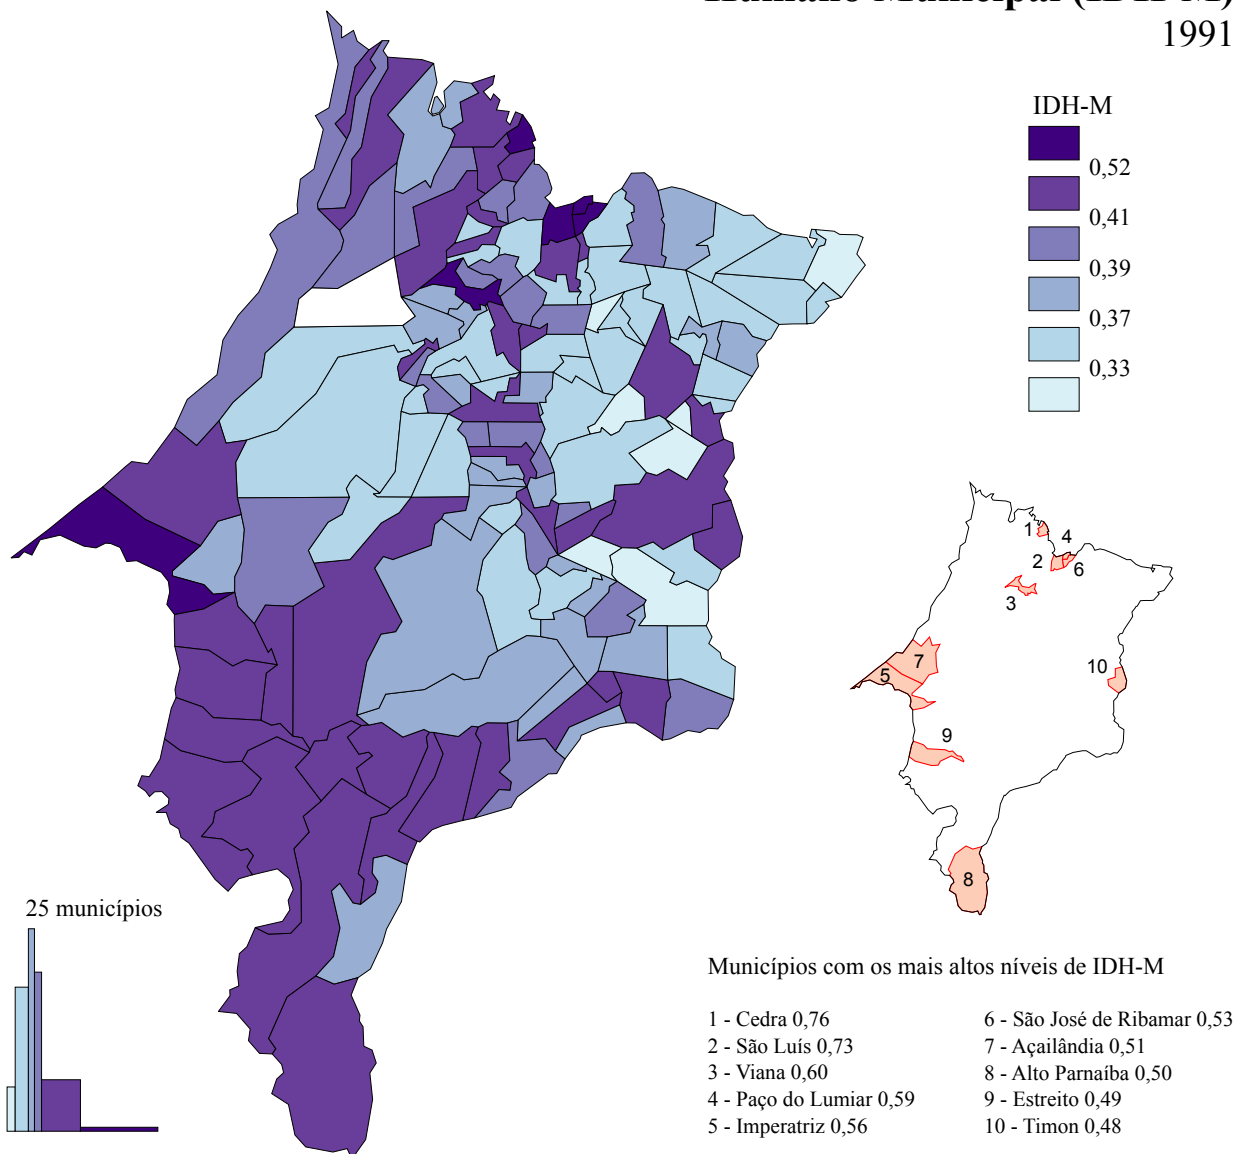 Humano Municipal (IDH-M)
1991
IDH-M
0,52
0,41
0,39
0,37
0,33
1
4
2
6
3
7
5
10
9
8
25 municípios
Municípios com os mais altos níveis de IDH-M
1 - Cedra 0,76
2 - São Luís 0,73
3 - Viana 0,60
4 - Paço do Lumiar 0,59
5 - Imperatriz 0,56
6 - São José de Ribamar 0,53
7 - Açailândia 0,51
8 - Alto Parnaíba 0,50
9 - Estreito 0,49
10 - Timon 0,48